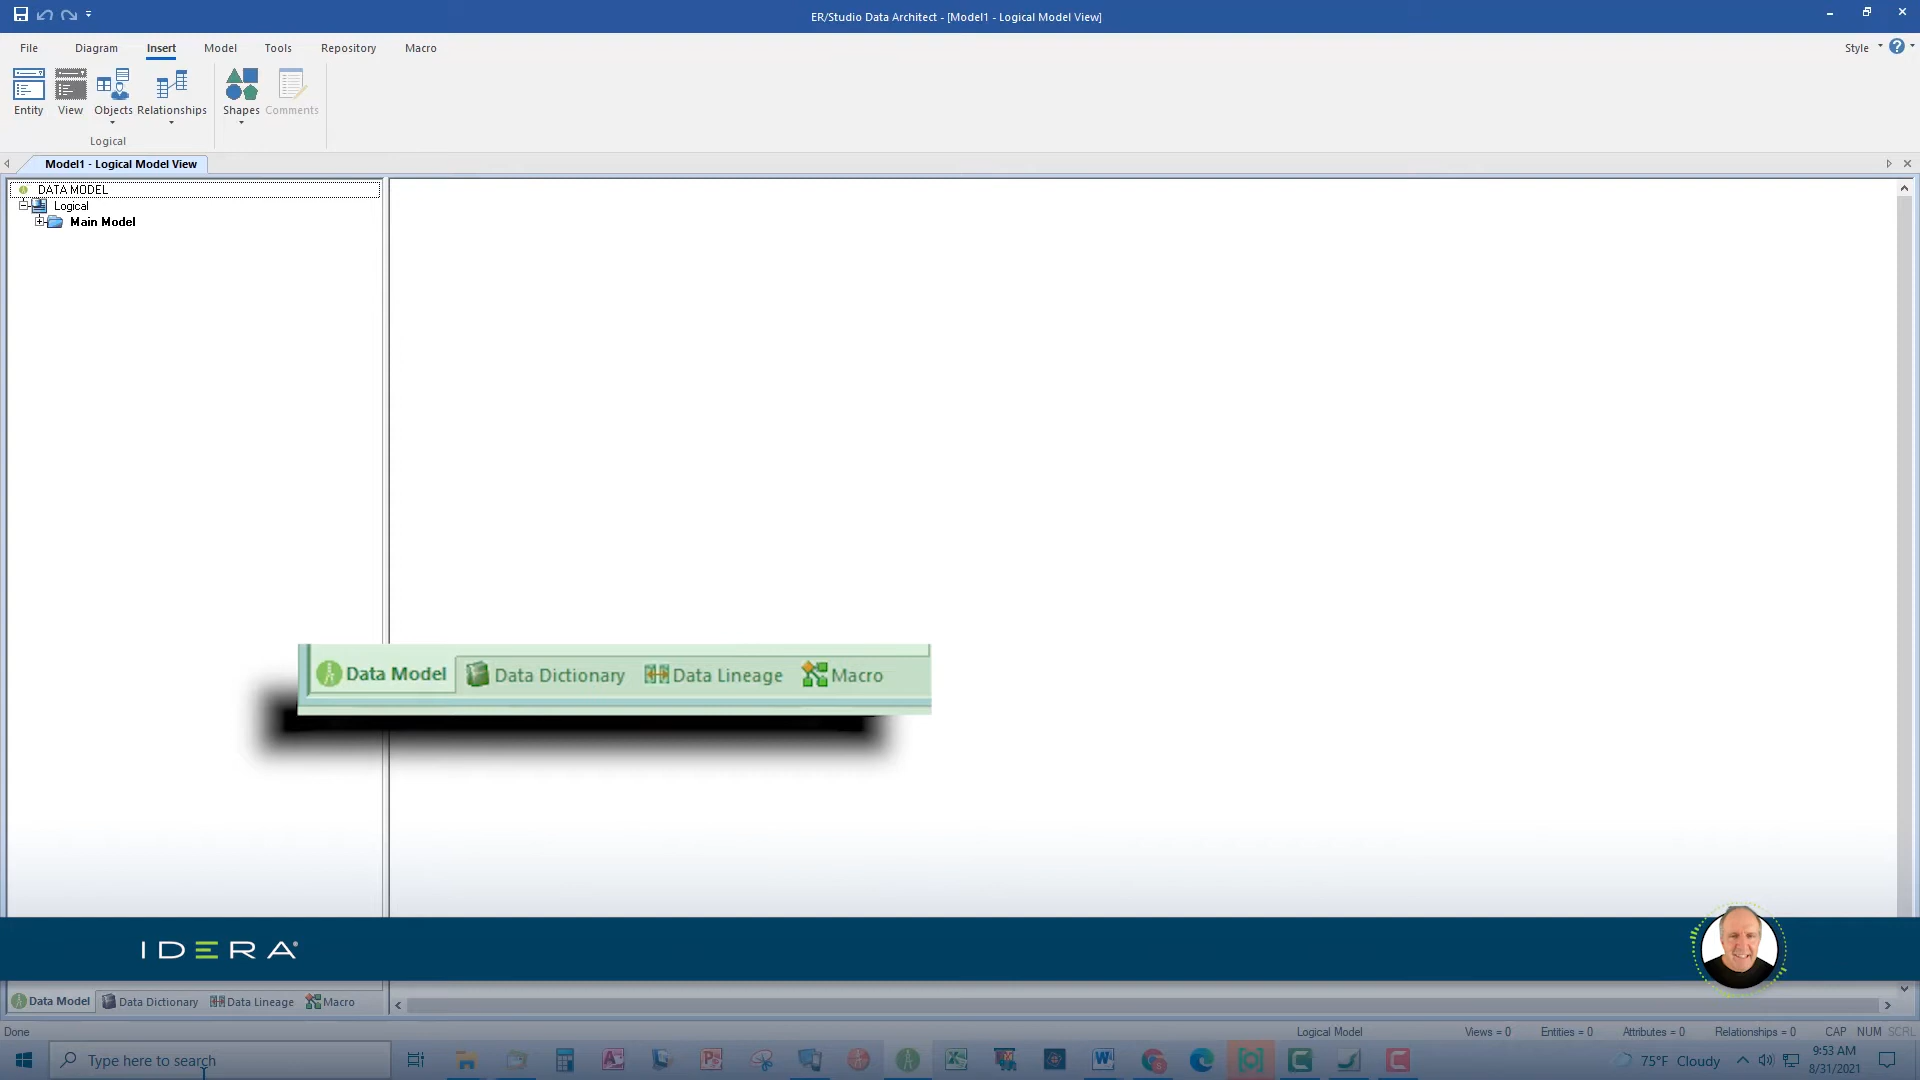 ER/Studio Data Architect - [Model1 - Logical Model View]
File Diagram Insert Model Tools Repository Macro Style
Entity View Objects Relationships Shapes Comments
Logical
Model1 - Logical Model View
DATA MODEL
Logical
Main Model
Data Model Data Dictionary Data Lineage Macro
IDERA®
Data Model Data Dictionary Data Lineage Macro
Done Logical Model Views = 0 Entities = 0 Attributes = 0 Relationships = 0 CAP NUM SCRL
Type here to search 75°F Cloudy 9:53 AM
8/31/2021